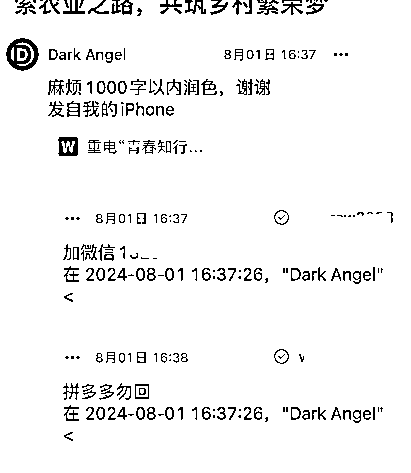 索农业之路，共筑乡村繁荣梦
Dark Angel 8月01日 16:37 •••
麻烦1000字以内润色，谢谢
发自我的iPhone
W 重电“青春知行...
••• 8月01日 16:37
加微信1
在 2024-08-01 16:37:26， "Dark Angel"
<
••• 8月01日 16:38
拼多多勿回
在 2024-08-01 16:37:26， "Dark Angel"
<